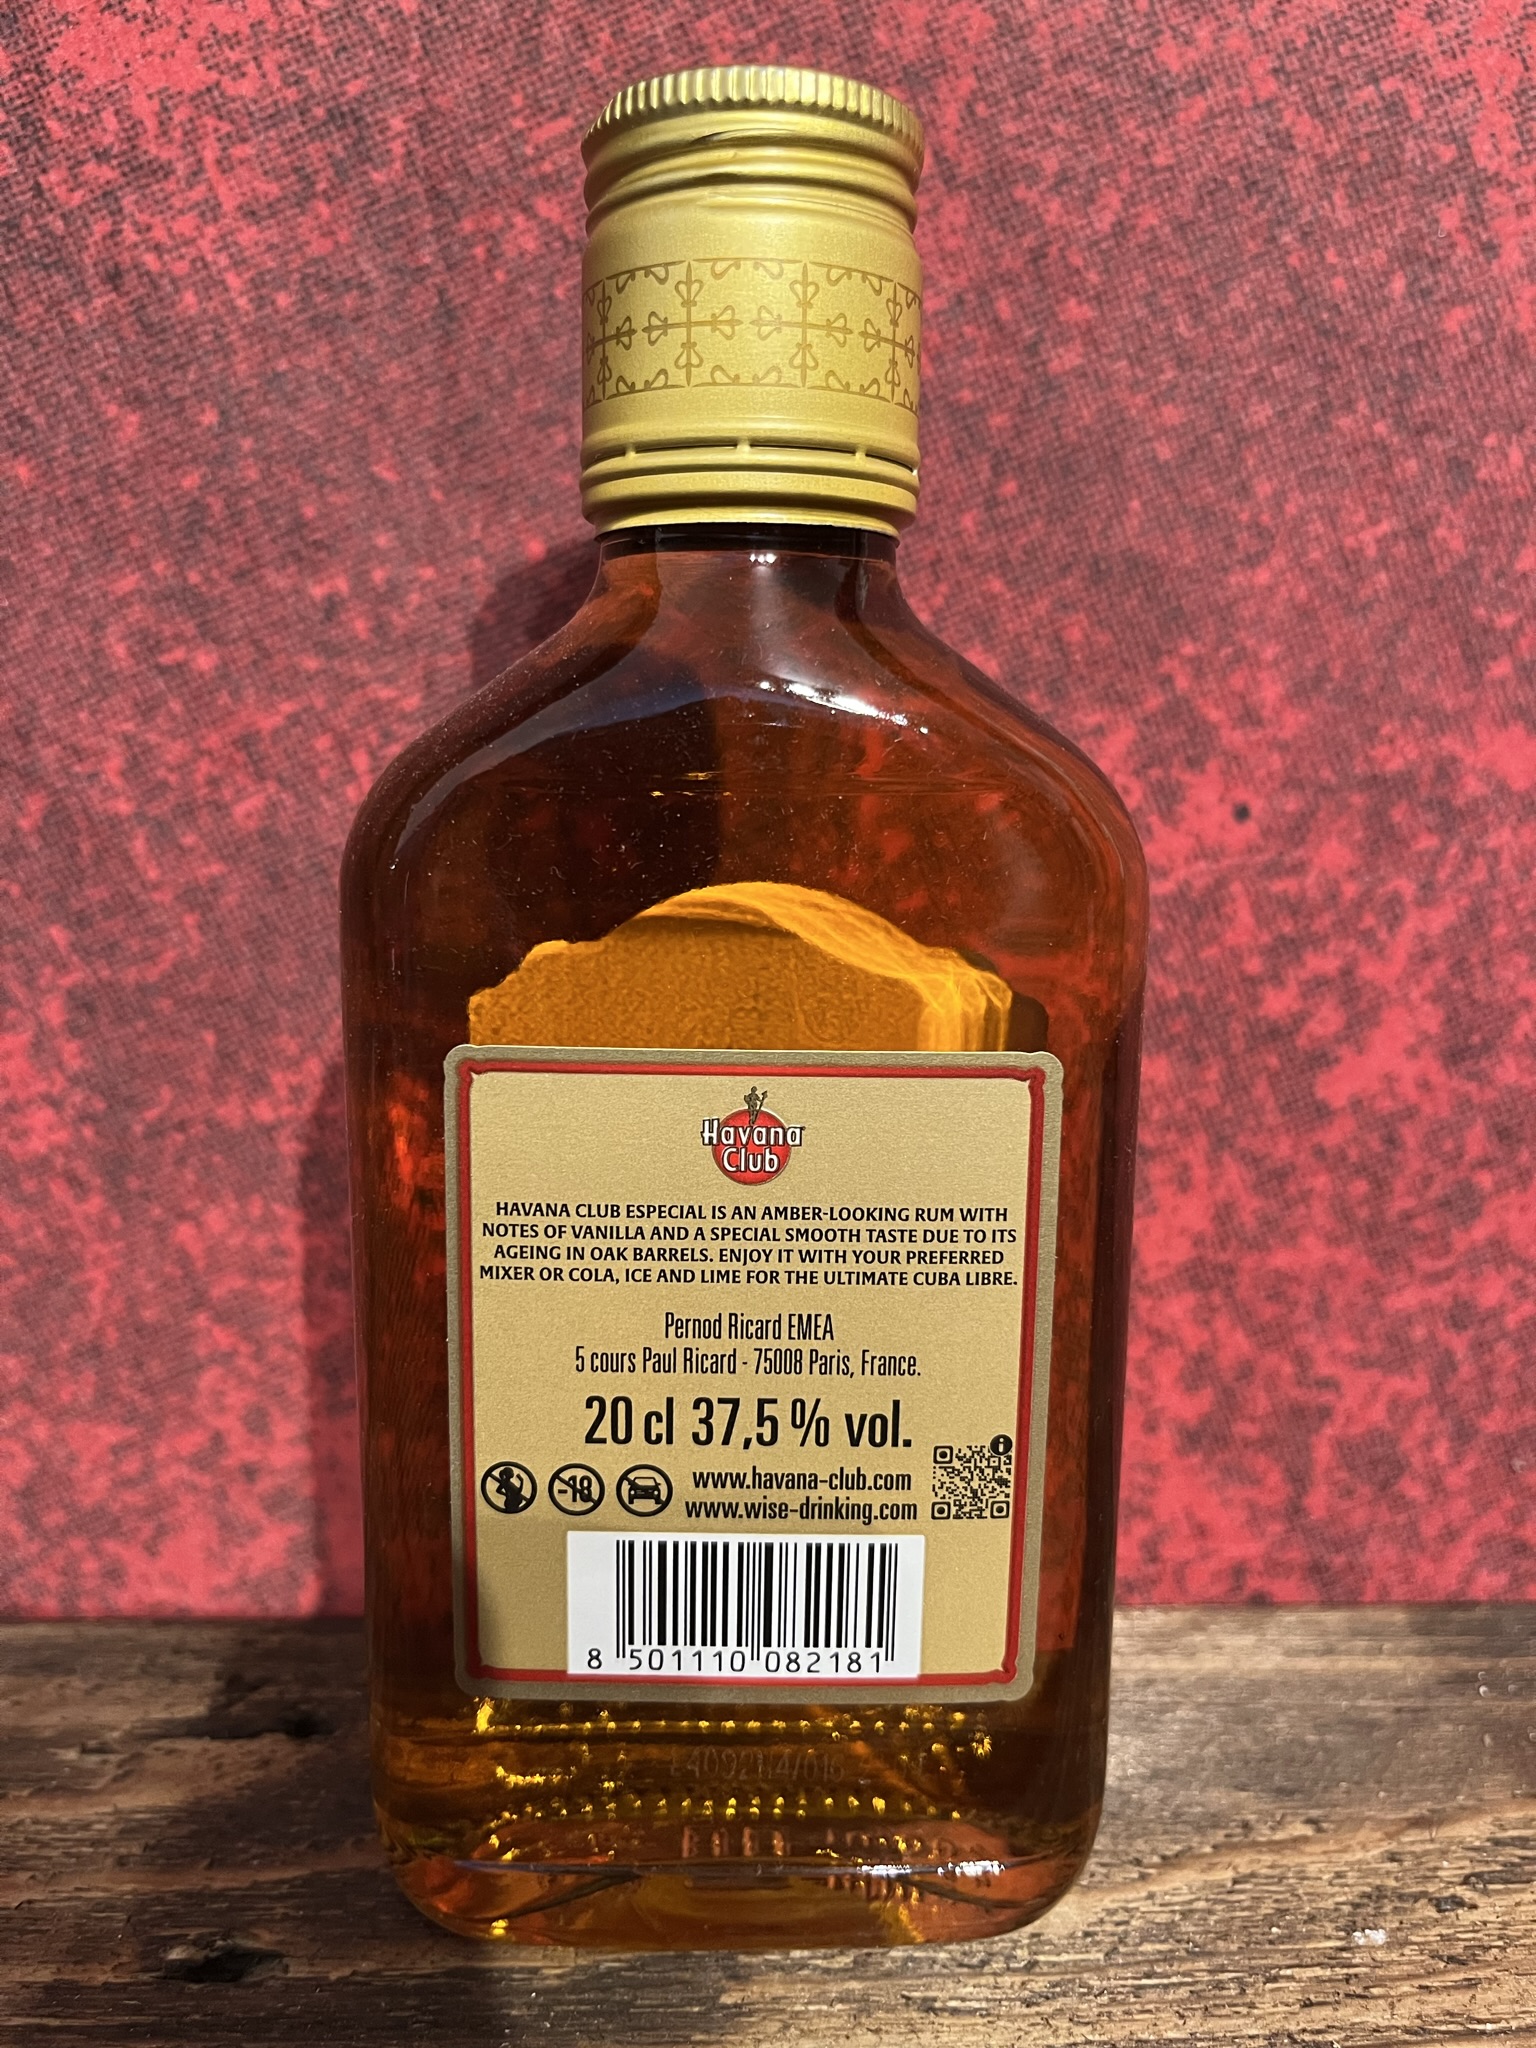 Havana
Club
HAVANA CLUB ESPECIAL IS AN AMBER-LOOKING RUM WITH
NOTES OF VANILLA AND A SPECIAL SMOOTH TASTE DUE TO ITS
AGEING IN OAK BARRELS. ENJOY IT WITH YOUR PREFERRED
MIXER OR COLA, ICE AND LIME FOR THE ULTIMATE CUBA LIBRE.
Pernod Ricard EMEA
5 cours Paul Ricard - 75008 Paris, France.
20 cl 37,5 % vol.
i
-18
www.havana-club.com
www.wise-drinking.com
8 501110 082181